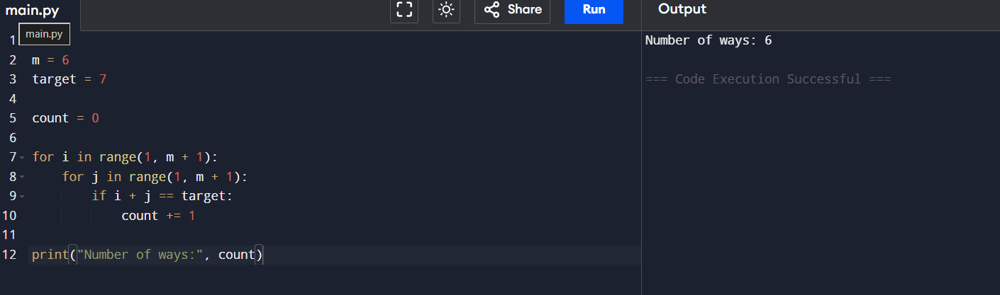 main.py
Share
Run
Output
main.py
1
2 m = 6
3 target = 7
4
5 count = 0
6
7 for i in range(1, m + 1):
8     for j in range(1, m + 1):
9         if i + j == target:
10             count += 1
11
12 print("Number of ways:", count)
Number of ways: 6
=== Code Execution Successful ===